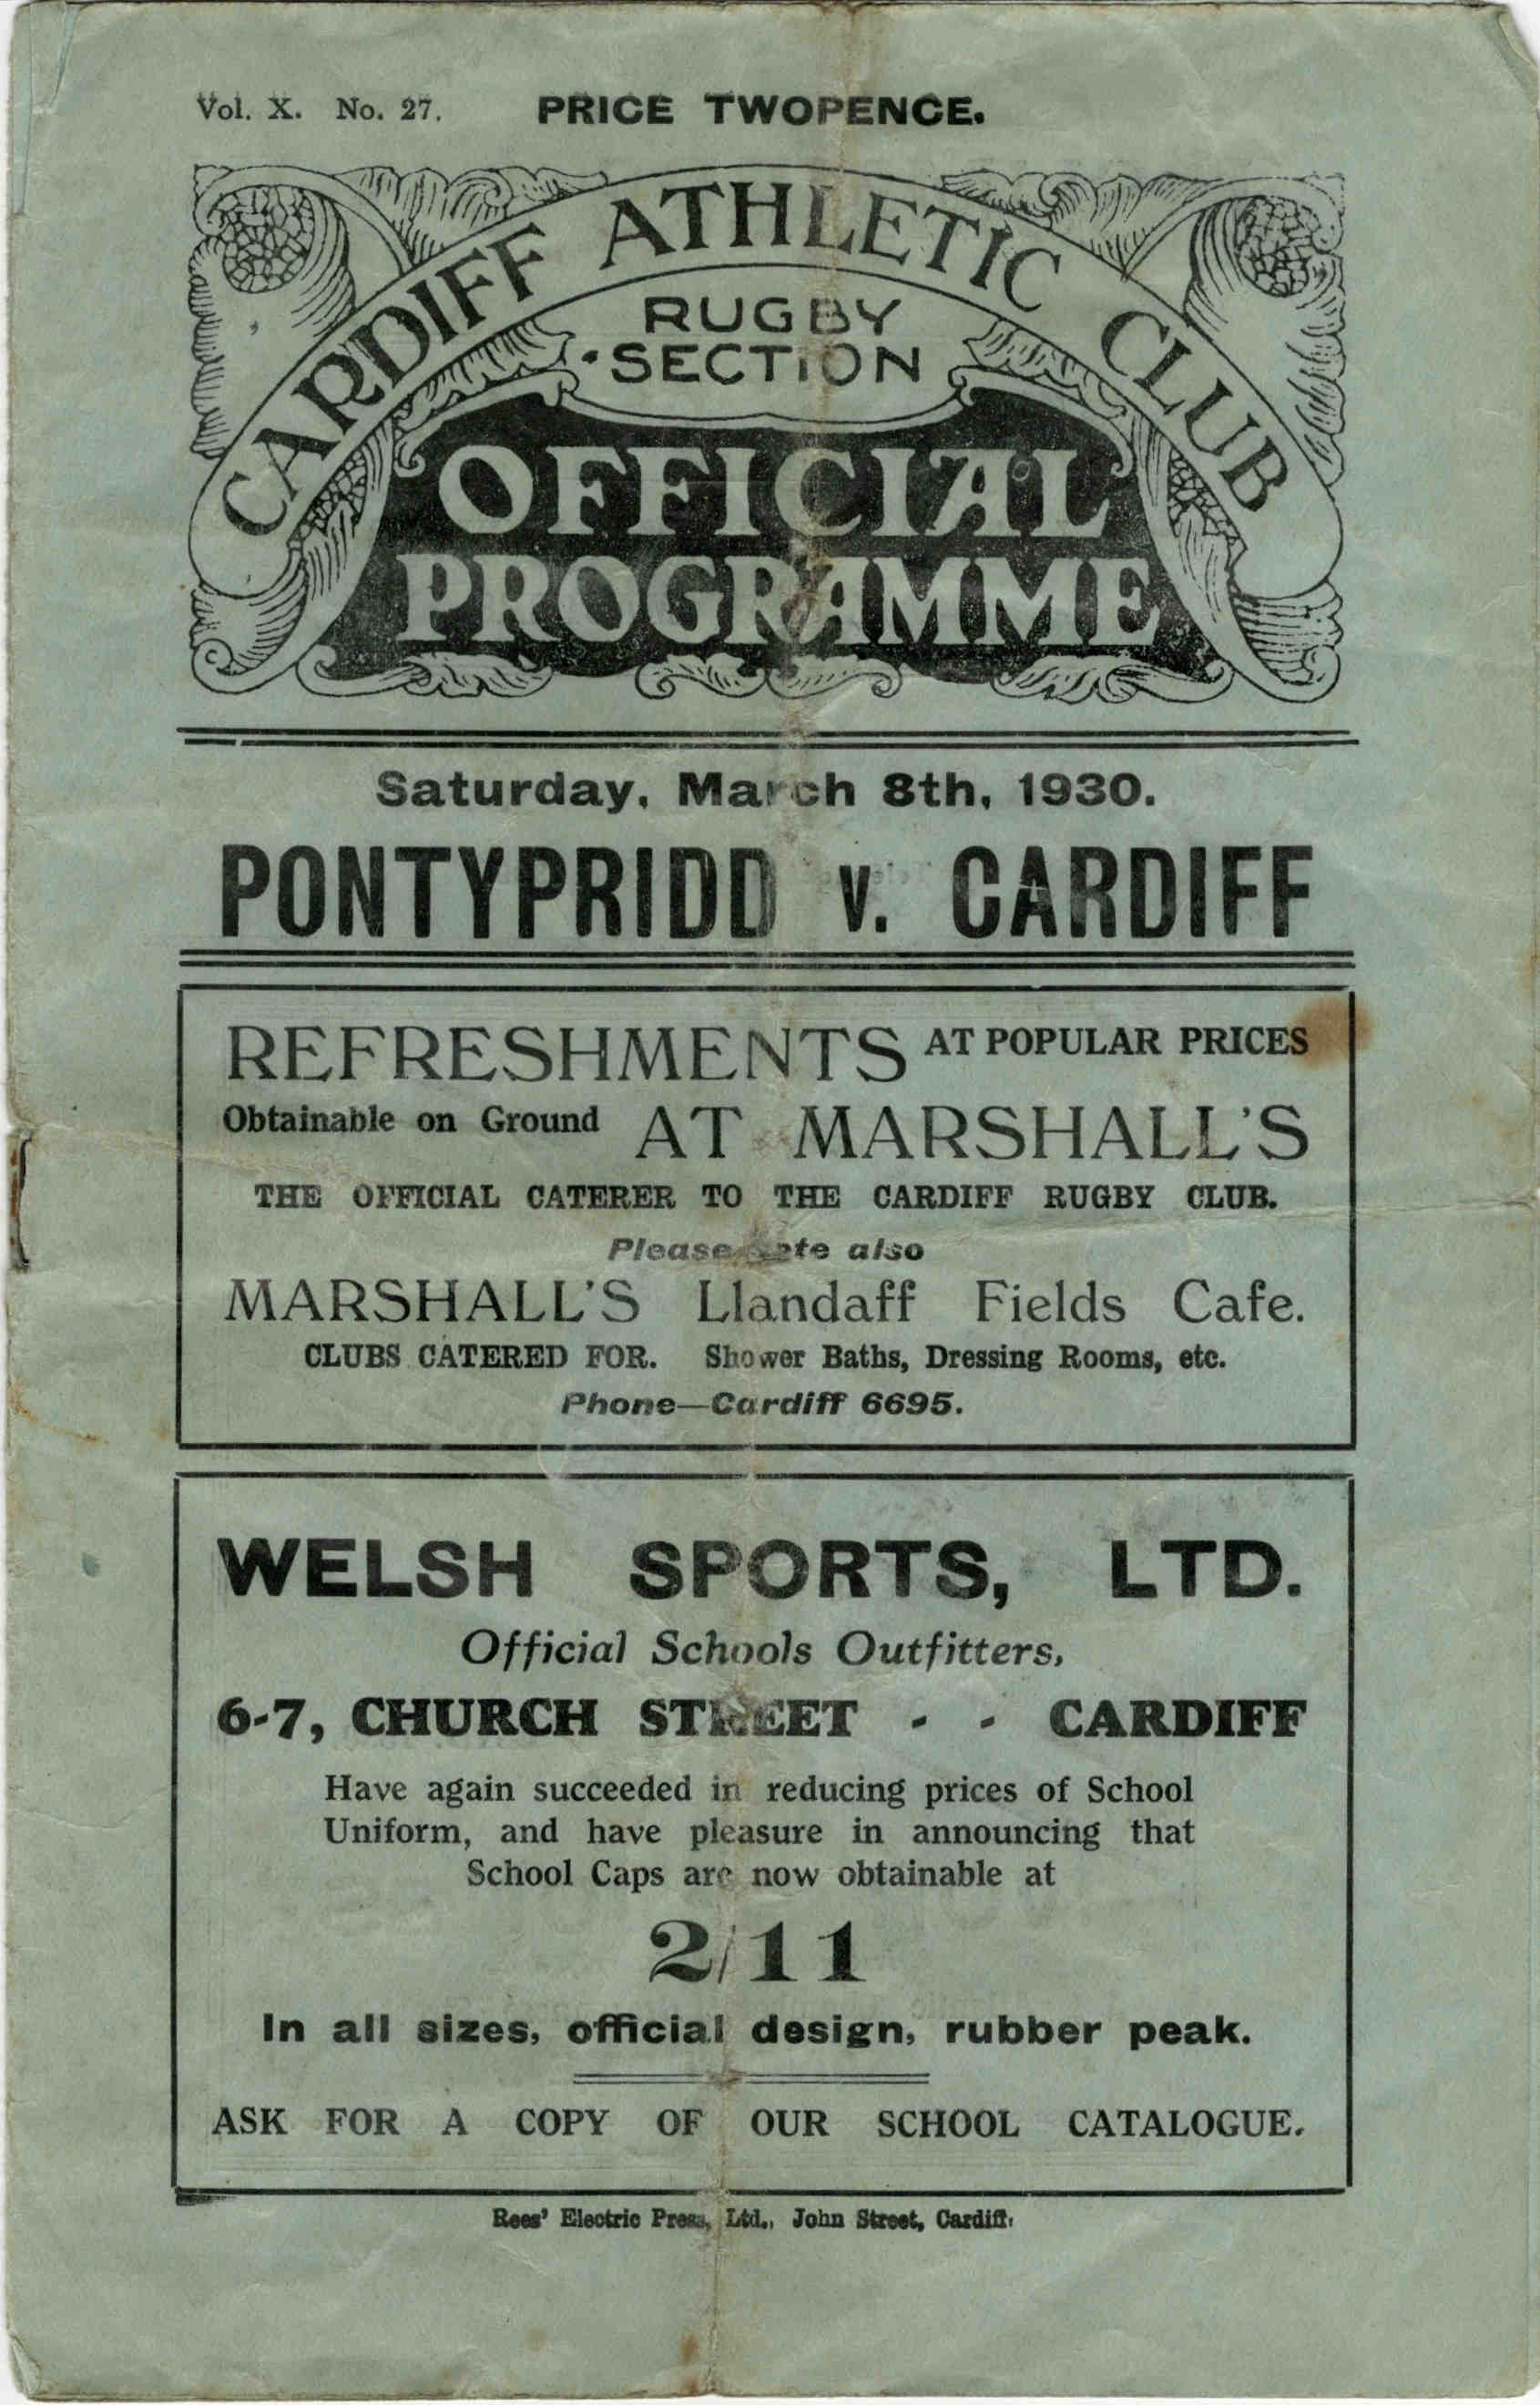 Vol. X. No. 27. PRICE TWOPENCE.
CARDIFF ATHLETIC CLUB
RUGBY
SECTION
OFFICIAL
PROGRAMME
Saturday, March 8th, 1930.
PONTYPRIDD v. CARDIFF
REFRESHMENTS AT POPULAR PRICES
Obtainable on Ground AT MARSHALL'S
THE OFFICIAL CATERER TO THE CARDIFF RUGBY CLUB.
Please note also
MARSHALL'S Llandaff Fields Cafe.
CLUBS CATERED FOR. Shower Baths, Dressing Rooms, etc.
Phone—Cardiff 6695.
WELSH SPORTS, LTD.
Official Schools Outfitters,
6-7, CHURCH STREET - - CARDIFF
Have again succeeded in reducing prices of School
Uniform, and have pleasure in announcing that
School Caps are now obtainable at
2/11
In all sizes, official design, rubber peak.
ASK FOR A COPY OF OUR SCHOOL CATALOGUE.
Rees' Electric Press, Ltd., John Street, Cardiff.